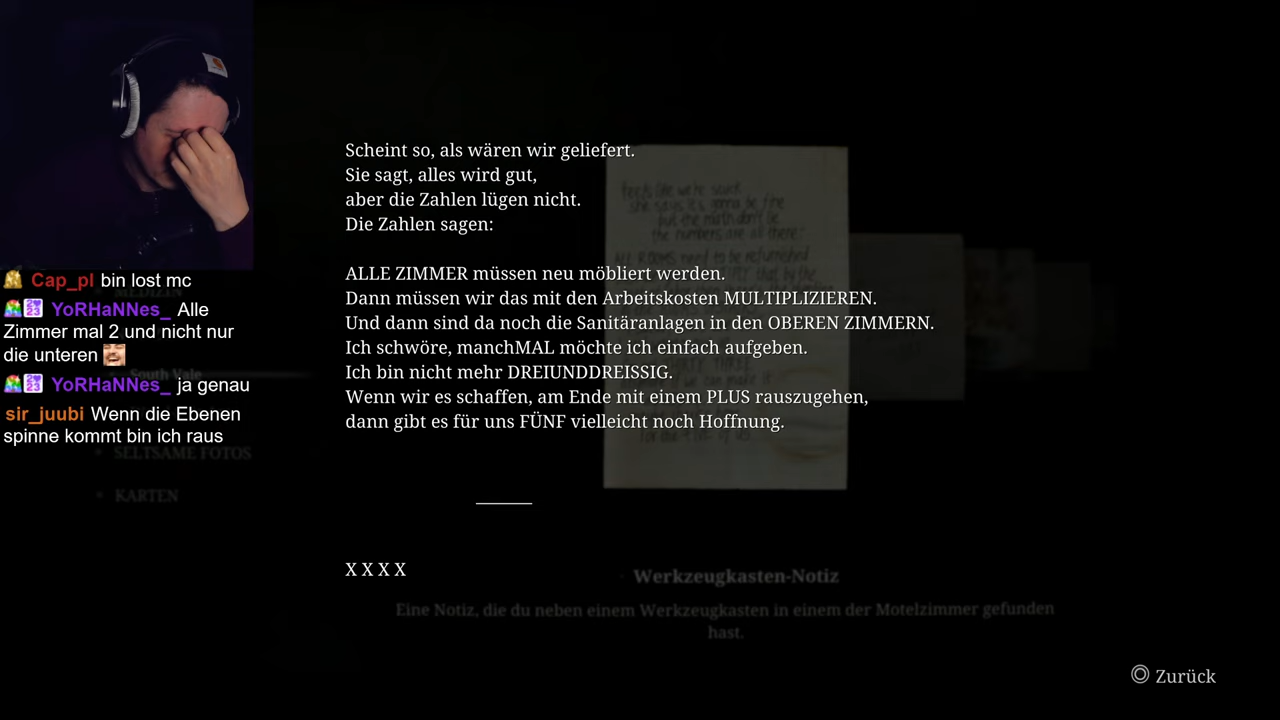 Scheint so, als wären wir geliefert.
Sie sagt, alles wird gut,
aber die Zahlen lügen nicht.
Die Zahlen sagen:
ALLE ZIMMER müssen neu möbliert werden.
Dann müssen wir das mit den Arbeitskosten MULTIPLIZIEREN.
Und dann sind da noch die Sanitäranlagen in den OBEREN ZIMMERN.
Ich schwöre, manchMAL möchte ich einfach aufgeben.
Ich bin nicht mehr DREIUNDDREISSIG.
Wenn wir es schaffen, am Ende mit einem PLUS rauszugehen,
dann gibt es für uns FÜNF vielleicht noch Hoffnung.
X X X X
Cap_pl bin lost mc
YoRHaNNes_ Alle
Zimmer mal 2 und nicht nur
die unteren
YoRHaNNes_ ja genau
sir_juubi Wenn die Ebenen
spinne kommt bin ich raus
South Vale
SELTSAME FOTOS
KARTEN
Werkzeugkasten-Notiz
Eine Notiz, die du neben einem Werkzeugkasten in einem der Motelzimmer gefunden
hast.
Zurück